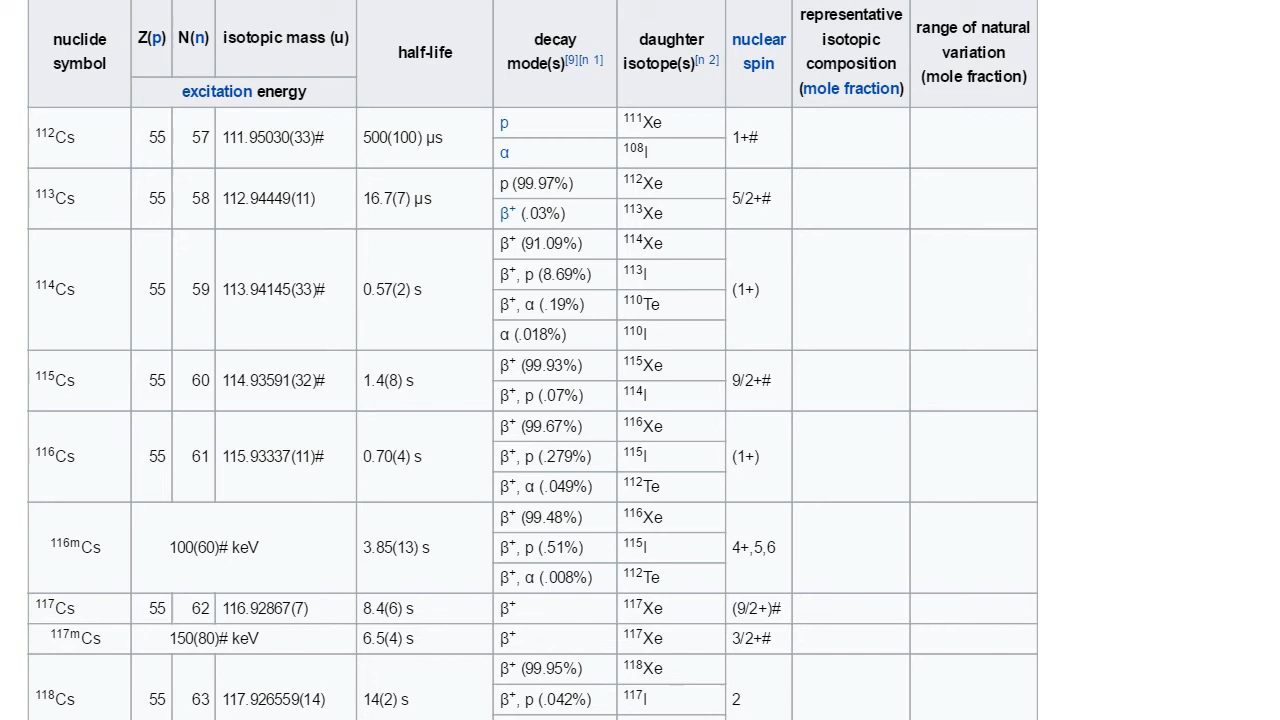 nuclide symbol Z(p) N(n) isotopic mass (u) half-life decay mode(s)[9][n 1] daughter isotope(s)[n 2] nuclear spin representative isotopic composition (mole fraction) range of natural variation (mole fraction)
excitation energy
112Cs 55 57 111.95030(33)# 500(100) μs p 111Xe 1+#
α 108I
113Cs 55 58 112.94449(11) 16.7(7) μs p (99.97%) 112Xe 5/2+#
β+ (.03%) 113Xe
114Cs 55 59 113.94145(33)# 0.57(2) s β+ (91.09%) 114Xe (1+)
β+, p (8.69%) 113I
β+, α (.19%) 110Te
α (.018%) 110I
115Cs 55 60 114.93591(32)# 1.4(8) s β+ (99.93%) 115Xe 9/2+#
β+, p (.07%) 114I
116Cs 55 61 115.93337(11)# 0.70(4) s β+ (99.67%) 116Xe (1+)
β+, p (.279%) 115I
β+, α (.049%) 112Te
116mCs 100(60)# keV 3.85(13) s β+ (99.48%) 116Xe 4+,5,6
β+, p (.51%) 115I
β+, α (.008%) 112Te
117Cs 55 62 116.92867(7) 8.4(6) s β+ 117Xe (9/2+)#
117mCs 150(80)# keV 6.5(4) s β+ 117Xe 3/2+#
118Cs 55 63 117.926559(14) 14(2) s β+ (99.95%) 118Xe 2
β+, p (.042%) 117I